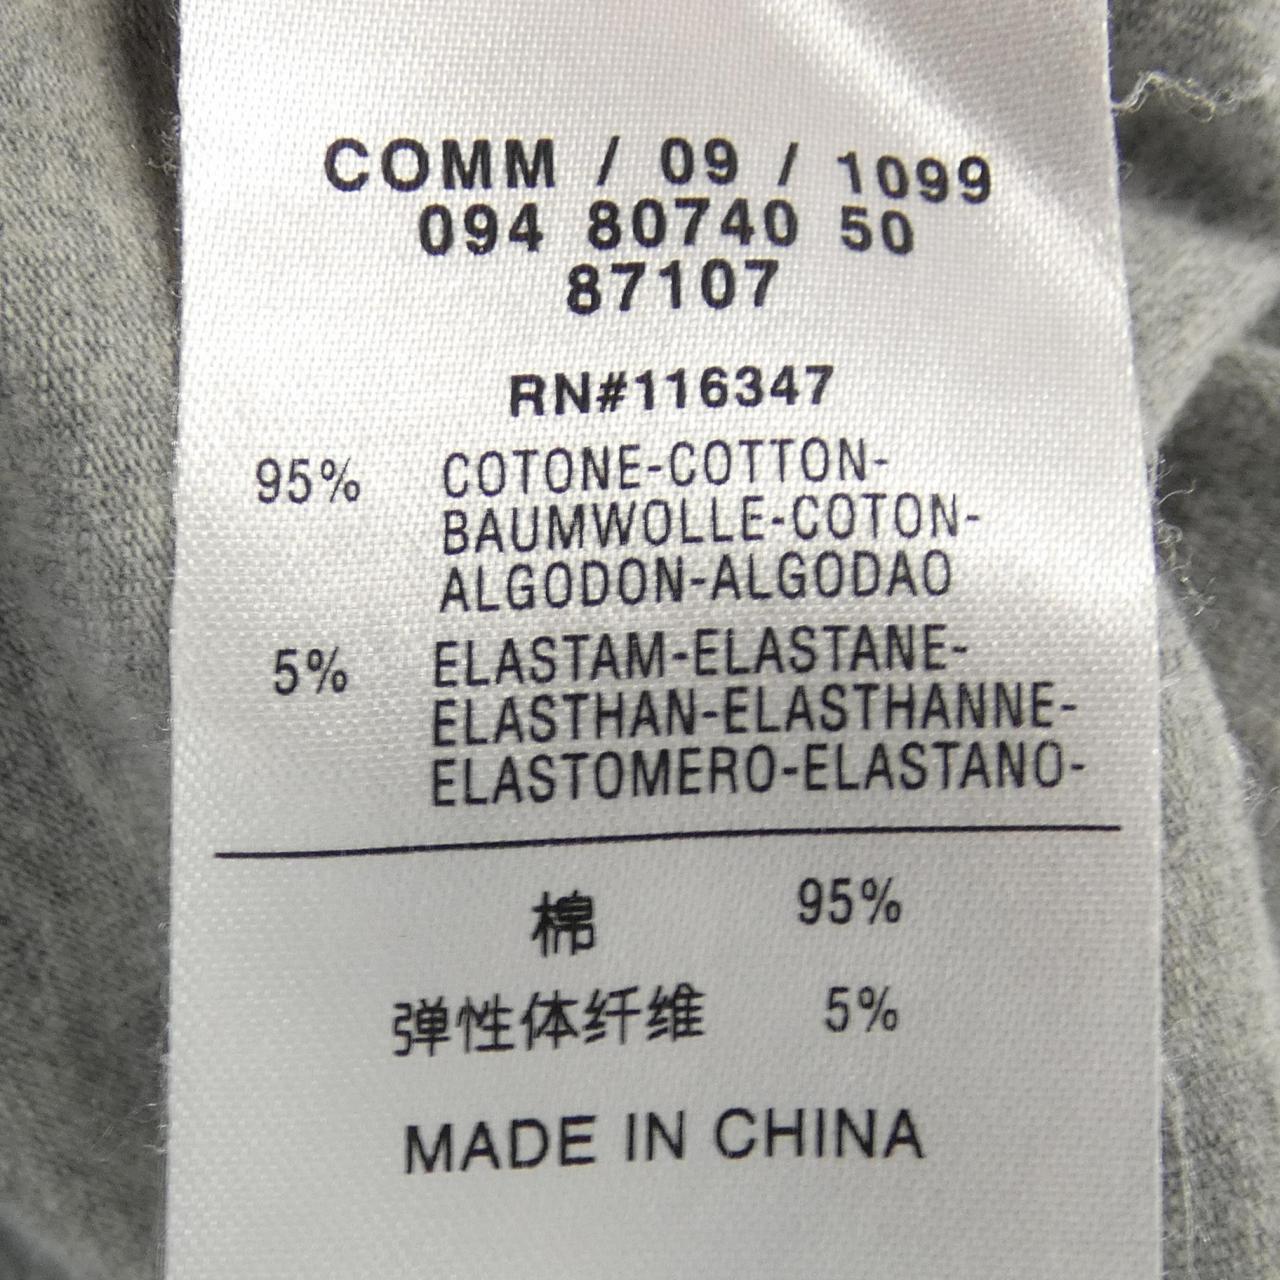 COMM / 09 / 1099
094 80740 50
87107
RN#116347
95% COTONE-COTTON-
BAUMWOLLE-COTON-
ALGODON-ALGODAO
5% ELASTAM-ELASTANE-
ELASTHAN-ELASTHANNE-
ELASTOMERO-ELASTANO-
棉 95%
弹性体纤维 5%
MADE IN CHINA